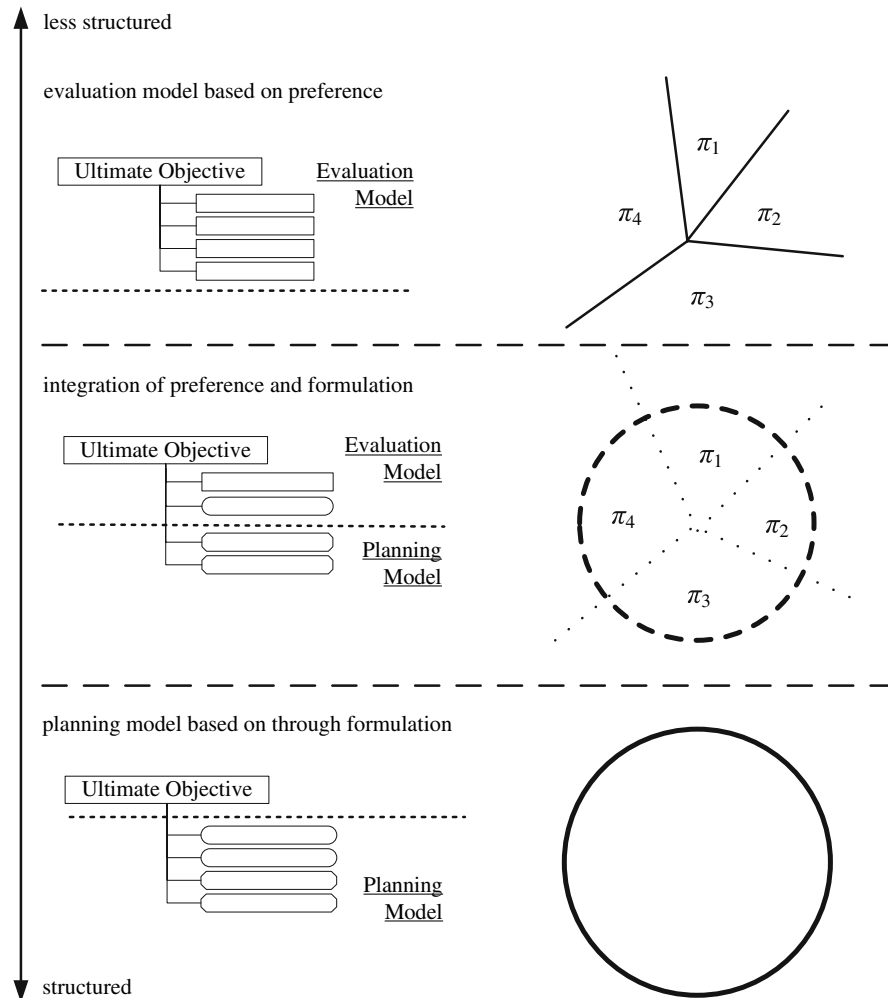 less structured
evaluation model based on preference
Ultimate Objective
Evaluation
Model
π1
π2
π4
π3
integration of preference and formulation
Ultimate Objective
Evaluation
Model
Planning
Model
π1
π2
π4
π3
planning model based on through formulation
Ultimate Objective
Planning
Model
structured